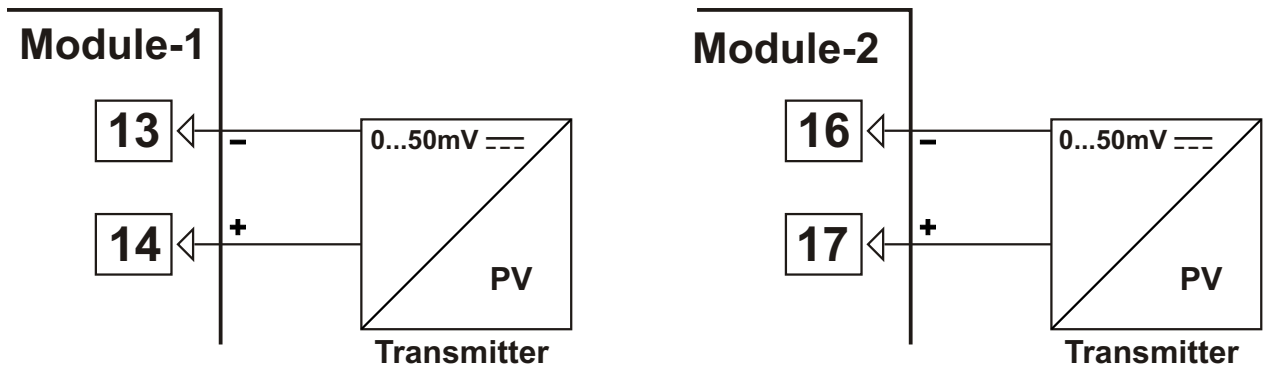 Module-1
13
-
0...50mV
14
+
PV
Transmitter
Module-2
16
-
0...50mV
17
+
PV
Transmitter